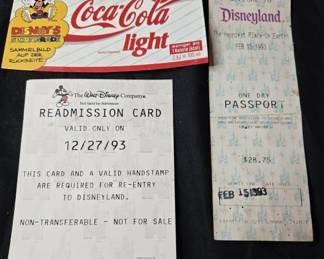 DISNEY'S
SAMMELBILD
AUF DER
RÜCKSEITE!
Coca-Cola
light
The Walt Disney Company
READMISSION CARD
VALID ONLY ON
12/27/93
THIS CARD AND A VALID HANDSTAMP
ARE REQUIRED FOR RE-ENTRY
TO DISNEYLAND.
NON-TRANSFERABLE - NOT FOR SALE
Disneyland
The Happiest Place on Earth
FEB 15 1993
ONE DAY
PASSPORT
$28.75
FEB 15 1993